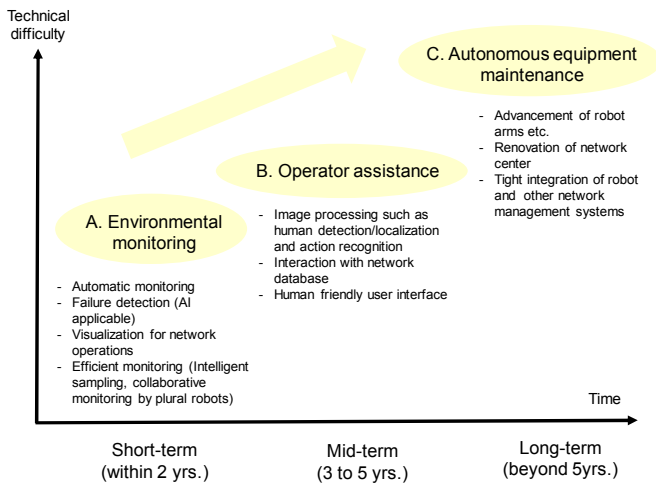 Technical
difficulty
C. Autonomous equipment
maintenance
- Advancement of robot
arms etc.
- Renovation of network
center
- Tight integration of robot
and other network
management systems
B. Operator assistance
- Image processing such as
human detection/localization
and action recognition
- Interaction with network
database
- Human friendly user interface
A. Environmental
monitoring
- Automatic monitoring
- Failure detection (AI
applicable)
- Visualization for network
operations
- Efficient monitoring (Intelligent
sampling, collaborative
monitoring by plural robots)
Time
Short-term
(within 2 yrs.)
Mid-term
(3 to 5 yrs.)
Long-term
(beyond 5yrs.)